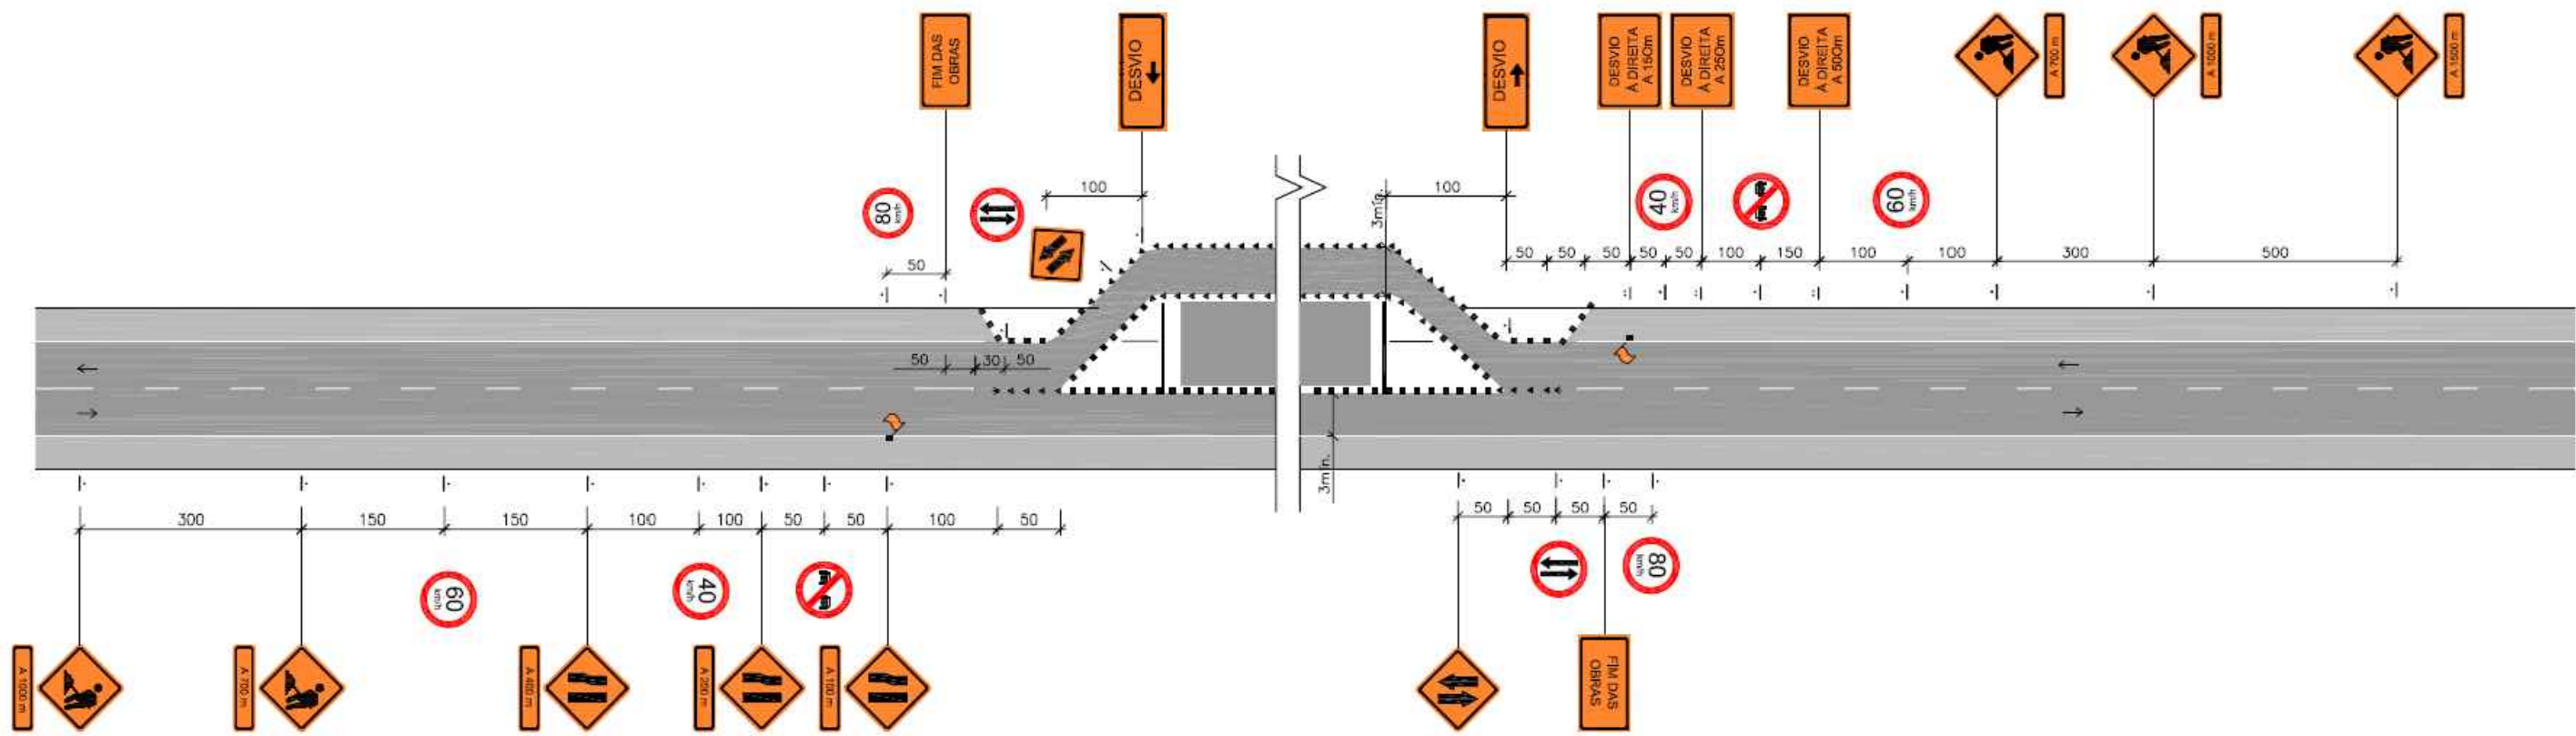 FIM DAS
OBRAS
DESVIO
DESVIO
DESVIO
À DIREITA
A 150m
DESVIO
À DIREITA
A 250m
DESVIO
À DIREITA
A 500m
A 700 m
A 1000 m
A 1500 m
80
km/h
100
3mín.
100
40
km/h
60
km/h
50
50
50
50
50
50
100
150
100
100
300
500
50
30
50
3mín.
300
150
150
100
100
50
50
100
50
50
50
50
50
60
km/h
40
km/h
80
km/h
A 1000 m
A 700 m
A 400 m
A 200 m
A 100 m
FIM DAS
OBRAS